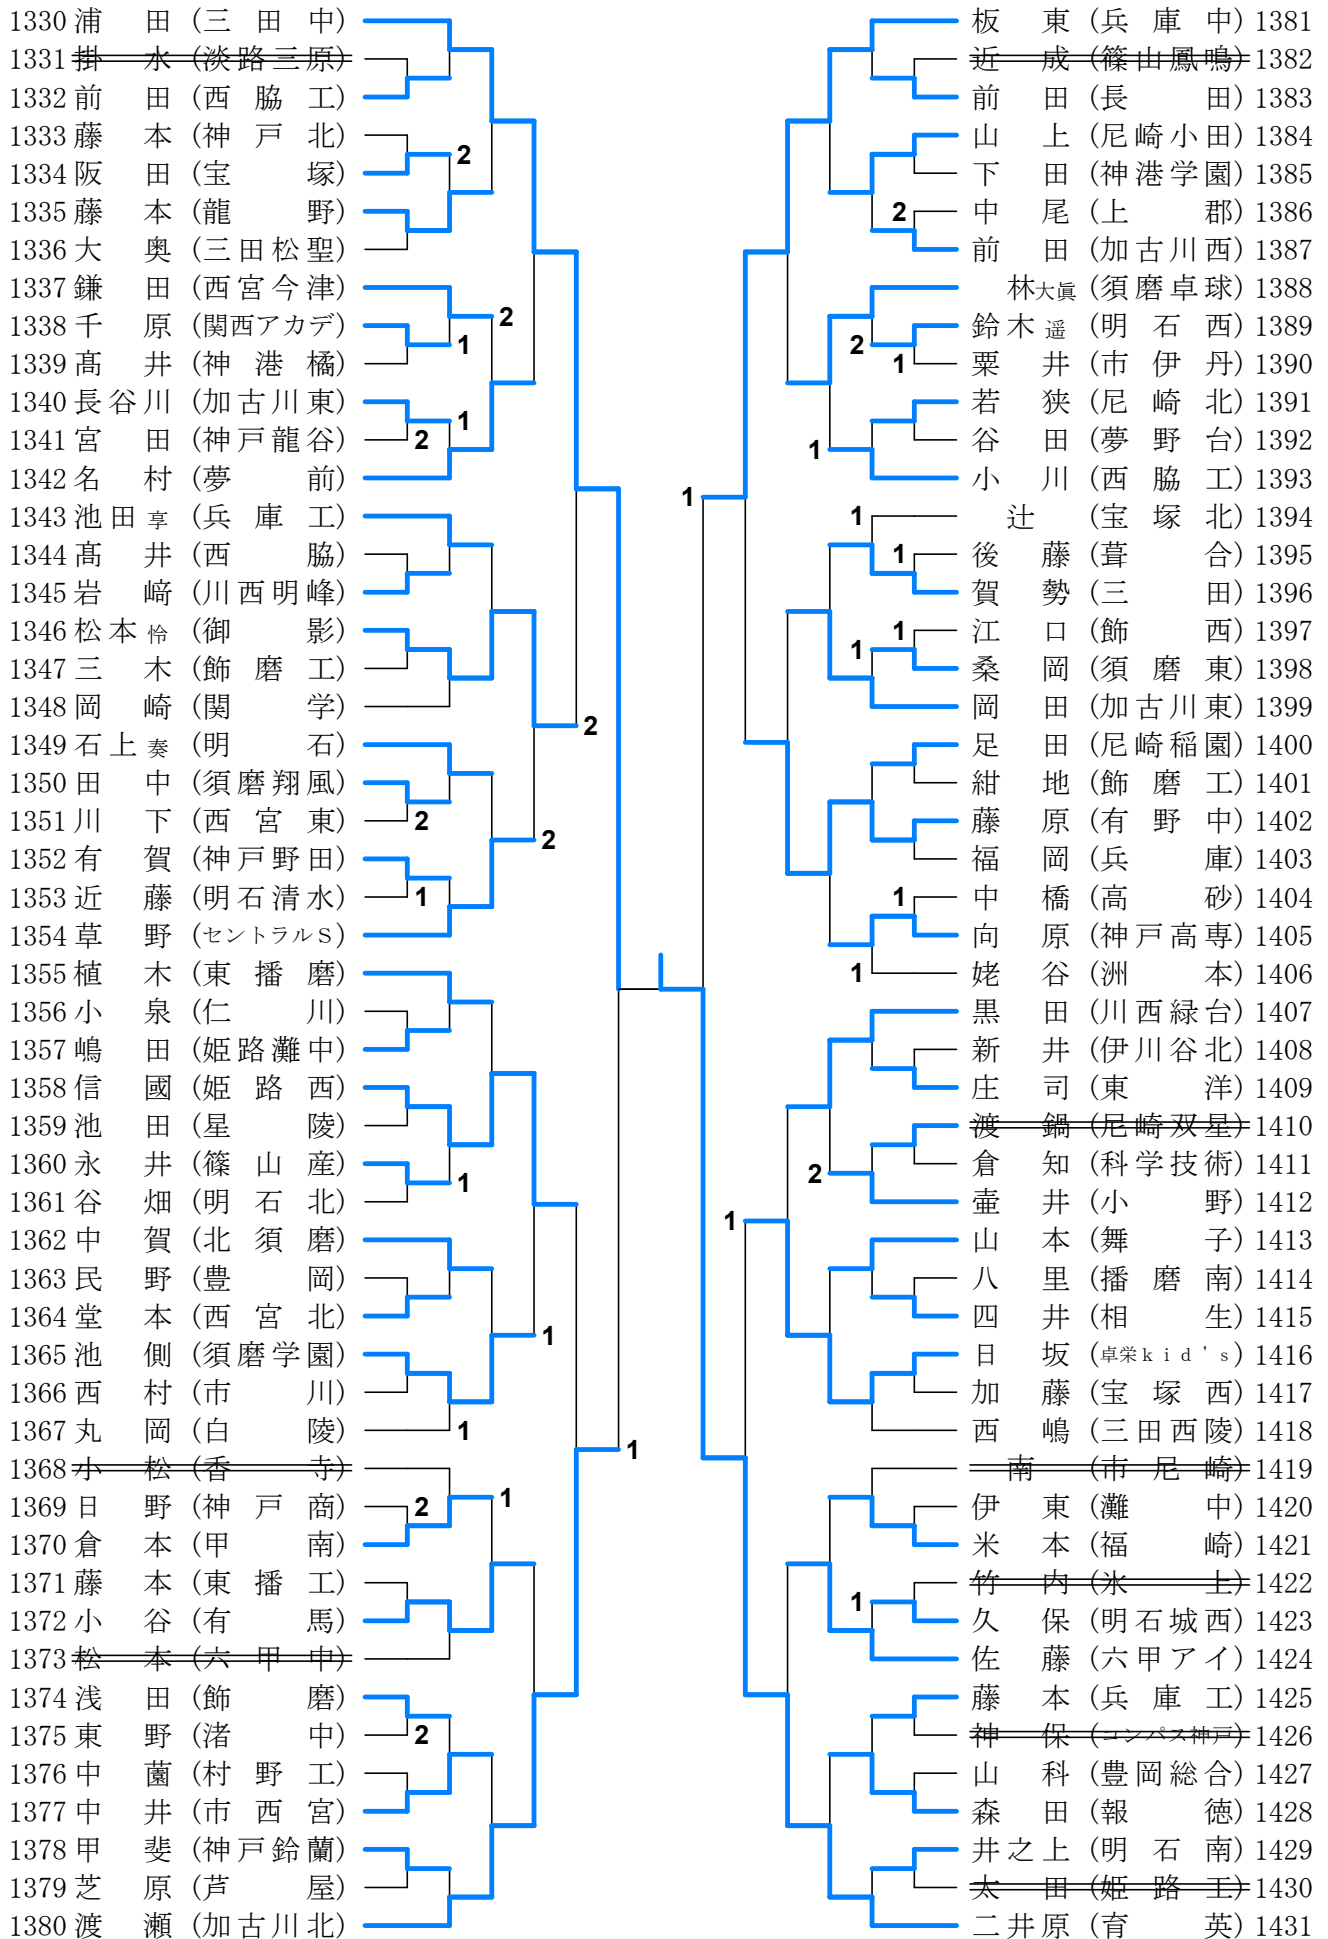 1330 浦田 (三田中)
1331 掛水 (淡路三原)
1332 前田 (西脇工)
1333 藤本 (神戸北)
2
1334 阪田 (宝塚)
1335 藤本 (龍野)
1336 大奥 (三田松聖)
1337 鎌田 (西宮今津)
2
1338 千原 (関西アカデ)
1
1339 髙井 (神港橘)
1340 長谷川 (加古川東)
1
1341 宮田 (神戸龍谷)
2
1342 名村 (夢前)
1343 池田享 (兵庫工)
1344 髙井 (西脇)
1345 岩﨑 (川西明峰)
1346 松本怜 (御影)
1347 三木 (飾磨工)
1348 岡崎 (関学)
2
1349 石上奏 (明石)
1350 田中 (須磨翔風)
1351 川下 (西宮東)
2
2
1352 有賀 (神戸野田)
1353 近藤 (明石清水)
1
1354 草野 (セントラルS)
1355 植木 (東播磨)
1356 小泉 (仁川)
1357 嶋田 (姫路灘中)
1358 信國 (姫路西)
1359 池田 (星陵)
1360 永井 (篠山産)
1
1361 谷畑 (明石北)
1362 中賀 (北須磨)
1363 民野 (豊岡)
1364 堂本 (西宮北)
1
1365 池側 (須磨学園)
1366 西村 (市川)
1367 丸岡 (白陵)
1
1
1368 小松 (香寺)
1
1369 日野 (神戸商)
2
1370 倉本 (甲南)
1371 藤本 (東播工)
1372 小谷 (有馬)
1373 松本 (六甲中)
1374 浅田 (飾磨)
1375 東野 (渚中)
2
1376 中薗 (村野工)
1377 中井 (市西宮)
1378 甲斐 (神戸鈴蘭)
1379 芝原 (芦屋)
1380 渡瀬 (加古川北)
板東 (兵庫中) 1381
近成 (篠山鳳鳴) 1382
前田 (長田) 1383
山上 (尼崎小田) 1384
下田 (神港学園) 1385
2
中尾 (上郡) 1386
前田 (加古川西) 1387
林大眞 (須磨卓球) 1388
鈴木遥 (明石西) 1389
2
1
粟井 (市伊丹) 1390
若狭 (尼崎北) 1391
谷田 (夢野台) 1392
1
小川 (西脇工) 1393
1
1
辻 (宝塚北) 1394
1
後藤 (葺合) 1395
賀勢 (三田) 1396
1
江口 (飾西) 1397
1
桑岡 (須磨東) 1398
岡田 (加古川東) 1399
足田 (尼崎稲園) 1400
紺地 (飾磨工) 1401
藤原 (有野中) 1402
福岡 (兵庫) 1403
1
中橋 (高砂) 1404
向原 (神戸高専) 1405
1
姥谷 (洲本) 1406
黒田 (川西緑台) 1407
新井 (伊川谷北) 1408
庄司 (東洋) 1409
渡鍋 (尼崎双星) 1410
倉知 (科学技術) 1411
2
壷井 (小野) 1412
1
山本 (舞子) 1413
八里 (播磨南) 1414
四井 (相生) 1415
日坂 (卓栄kid's) 1416
加藤 (宝塚西) 1417
西嶋 (三田西陵) 1418
南 (市尼崎) 1419
伊東 (灘中) 1420
米本 (福崎) 1421
竹内 (氷上) 1422
1
久保 (明石城西) 1423
佐藤 (六甲アイ) 1424
藤本 (兵庫工) 1425
神保 (コンパス神戸) 1426
山科 (豊岡総合) 1427
森田 (報徳) 1428
井之上 (明石南) 1429
太田 (姫路工) 1430
二井原 (育英) 1431